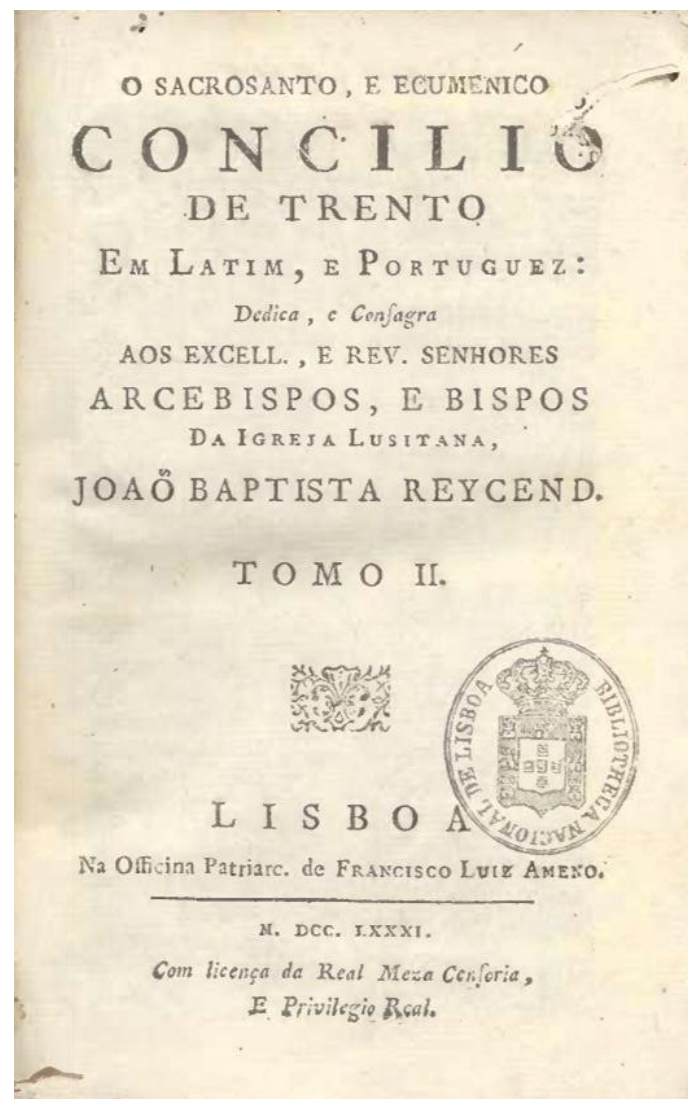 O SACROSANTO, E ECUMENICO
CONCILIO
DE TRENTO
EM LATIM, E PORTUGUEZ:
Dedica, e Conſagra
AOS EXCELL., E REV. SENHORES
ARCEBISPOS, E BISPOS
DA IGREJA LUSITANA,
JOAÕ BAPTISTA REYCEND.
TOMO II.
BIBLIOTHECA NACIONAL DE LISBOA
LISBOA
Na Officina Patriarc. de FRANCISCO LUIZ AMENO.
M. DCC. LXXXI.
Com licença da Real Meza Cenſoria,
E Privilegio Real.